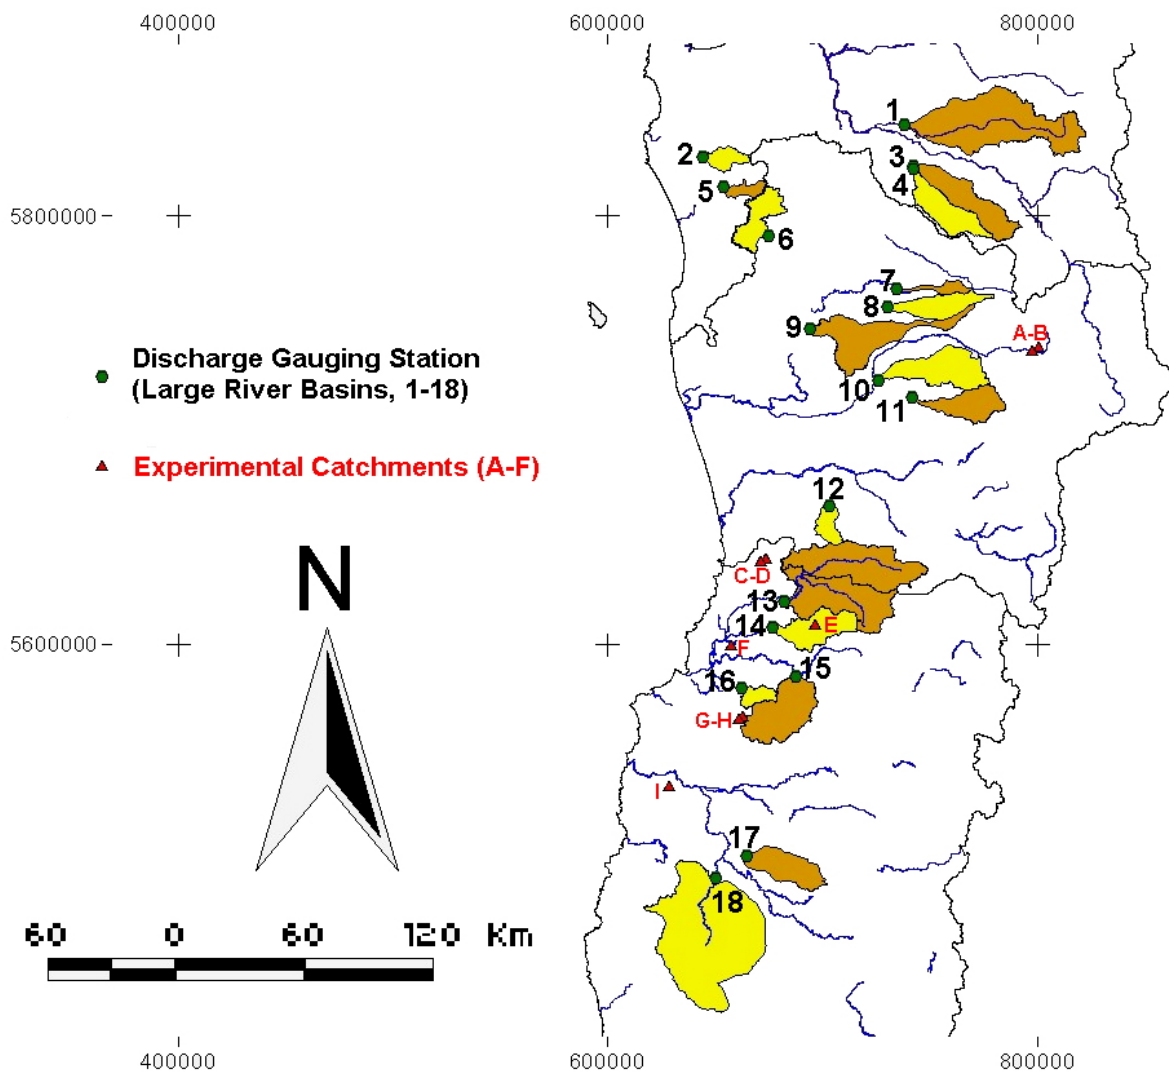 400000
600000
800000
1
2
3
4
5
5800000
6
7
8
9
A-B
Discharge Gauging Station
(Large River Basins, 1-18)
10
11
Experimental Catchments (A-F)
12
N
C-D
13
14
E
5600000
F
15
16
G-H
I
17
18
60 0 60 120 Km
400000
600000
800000